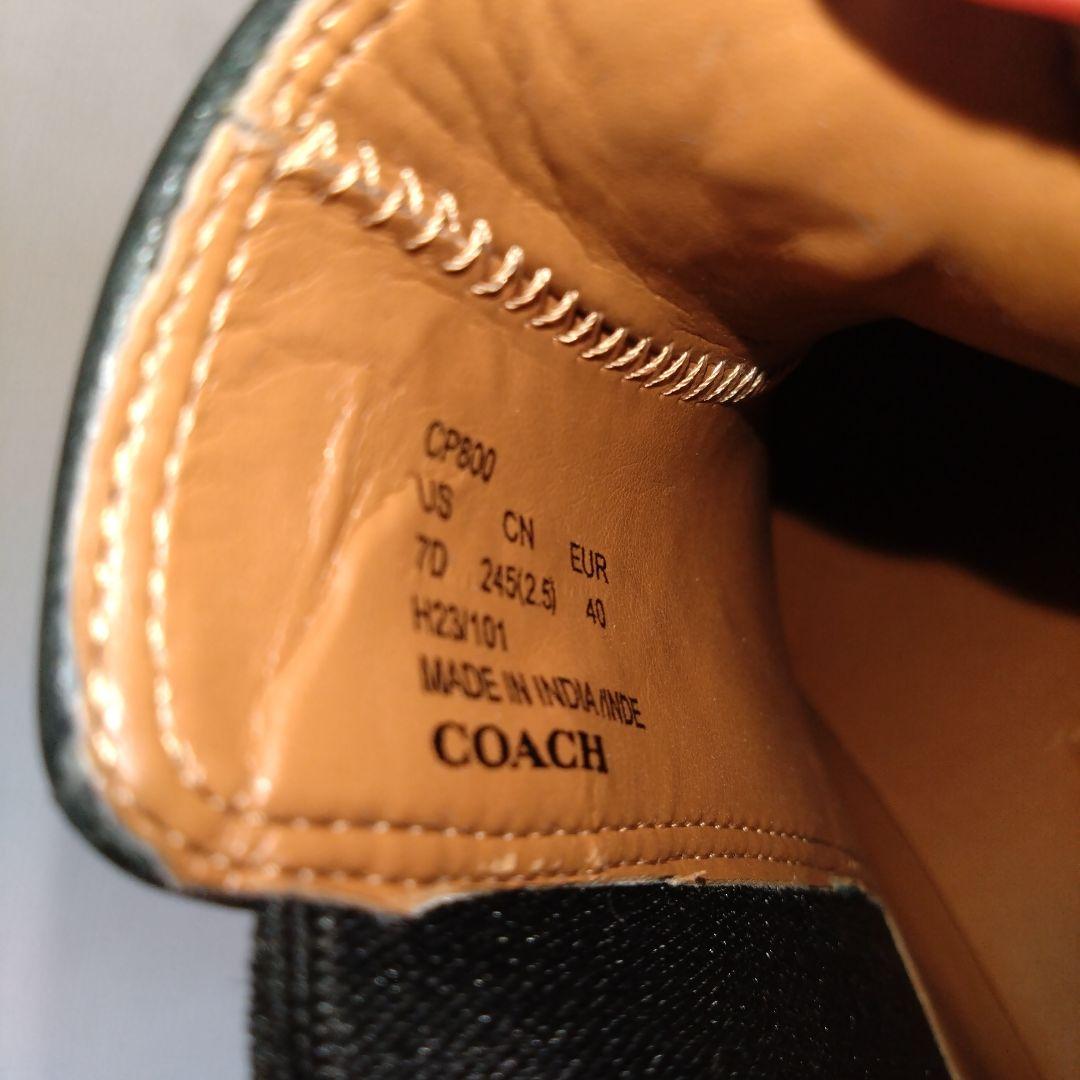 CP800
US CN EUR
7D 245(2.5) 40
H23/101
MADE IN INDIA/INDE
COACH